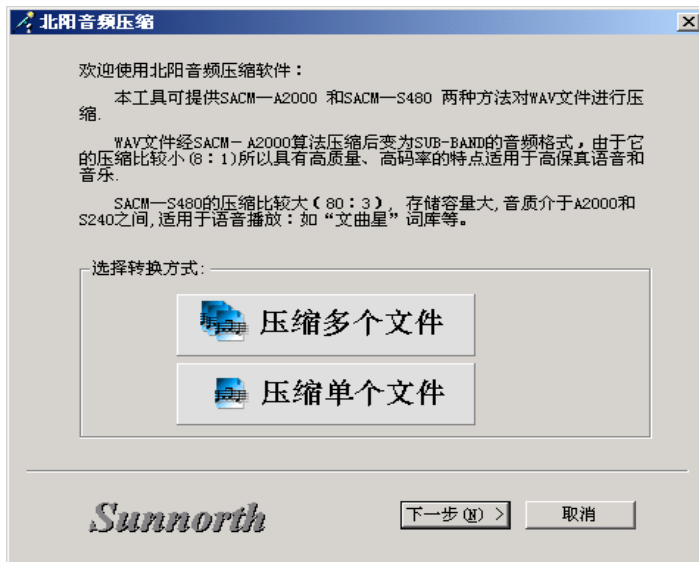 北阳音频压缩
欢迎使用北阳音频压缩软件：
本工具可提供SACM—A2000 和SACM—S480 两种方法对WAV文件进行压
缩.
WAV文件经SACM－A2000算法压缩后变为SUB-BAND的音频格式，由于它
的压缩比较小(8：1)所以具有高质量、高码率的特点适用于高保真语音和
音乐.
SACM—S480的压缩比较大（80：3）, 存储容量大,音质介于A2000和
S240之间,适用于语音播放：如“文曲星”词库等。
选择转换方式:
压缩多个文件
压缩单个文件
Sunnorth
下一步(N) >
取消